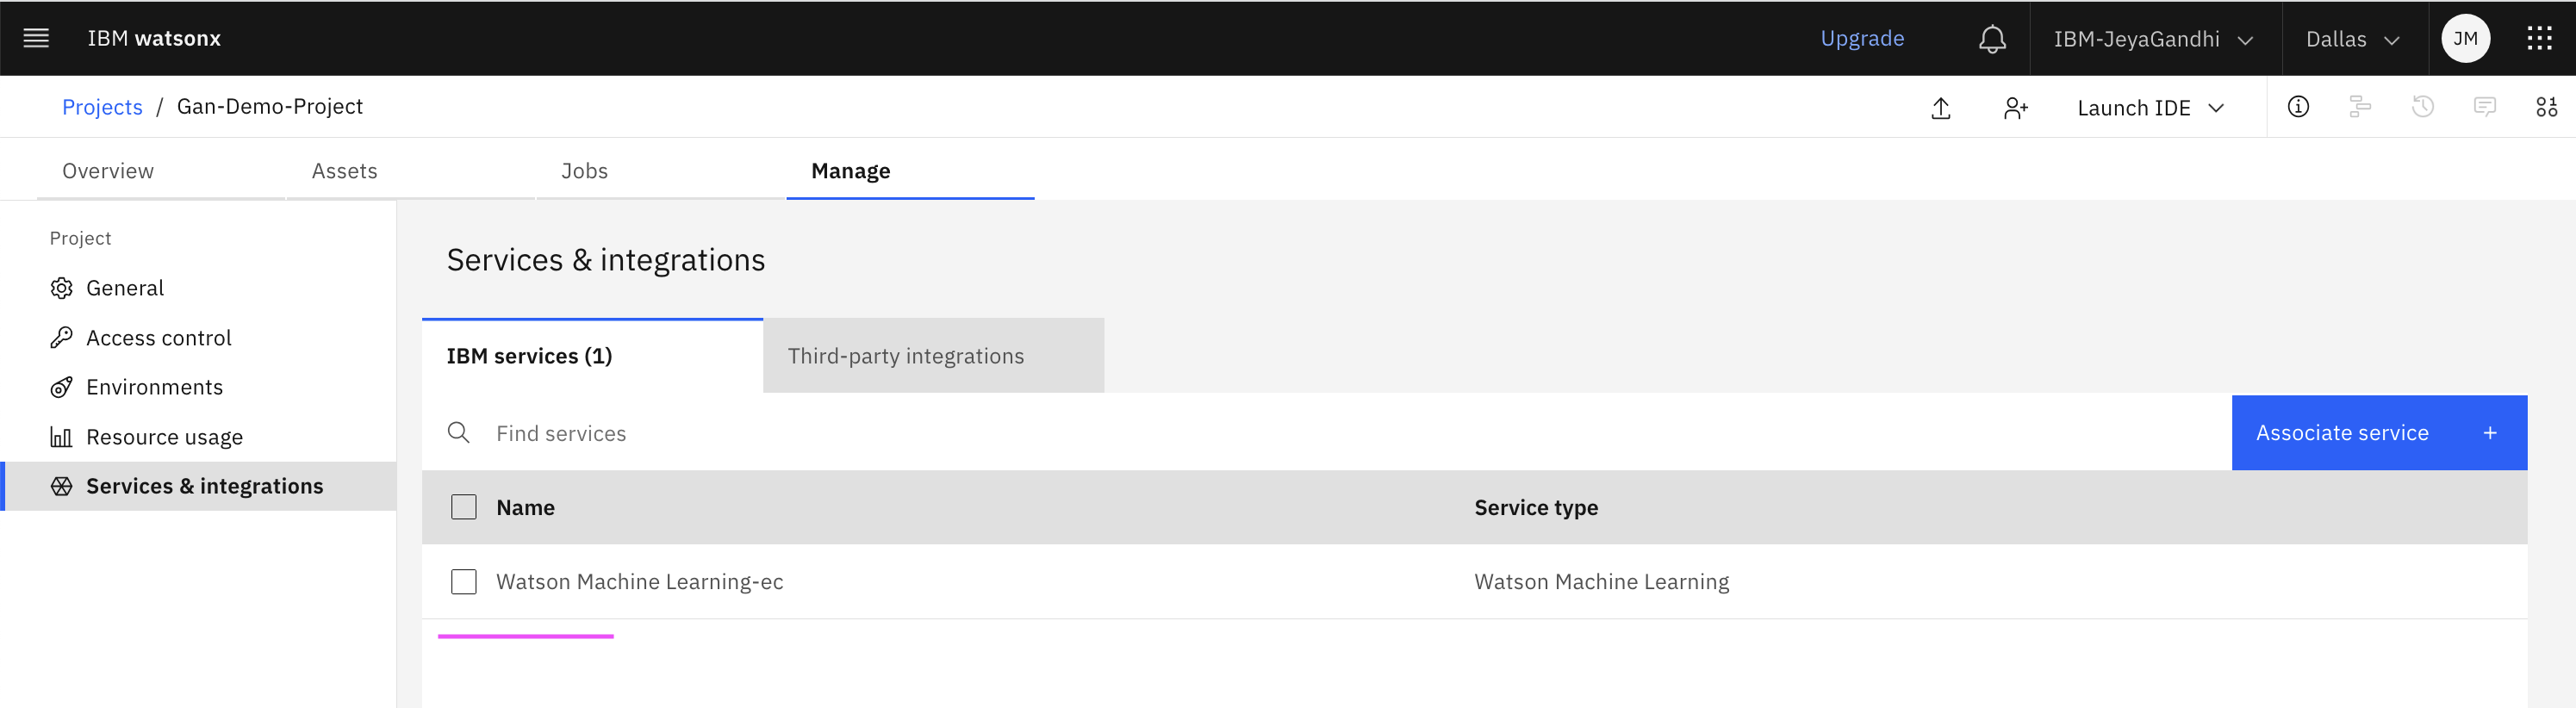 IBM watsonx Upgrade IBM-JeyaGandhi Dallas JM
Projects / Gan-Demo-Project Launch IDE
Overview Assets Jobs Manage
Project
General
Access control
Environments
Resource usage
Services & integrations
Services & integrations
IBM services (1) Third-party integrations
Find services Associate service +
Name Service type
Watson Machine Learning-ec Watson Machine Learning